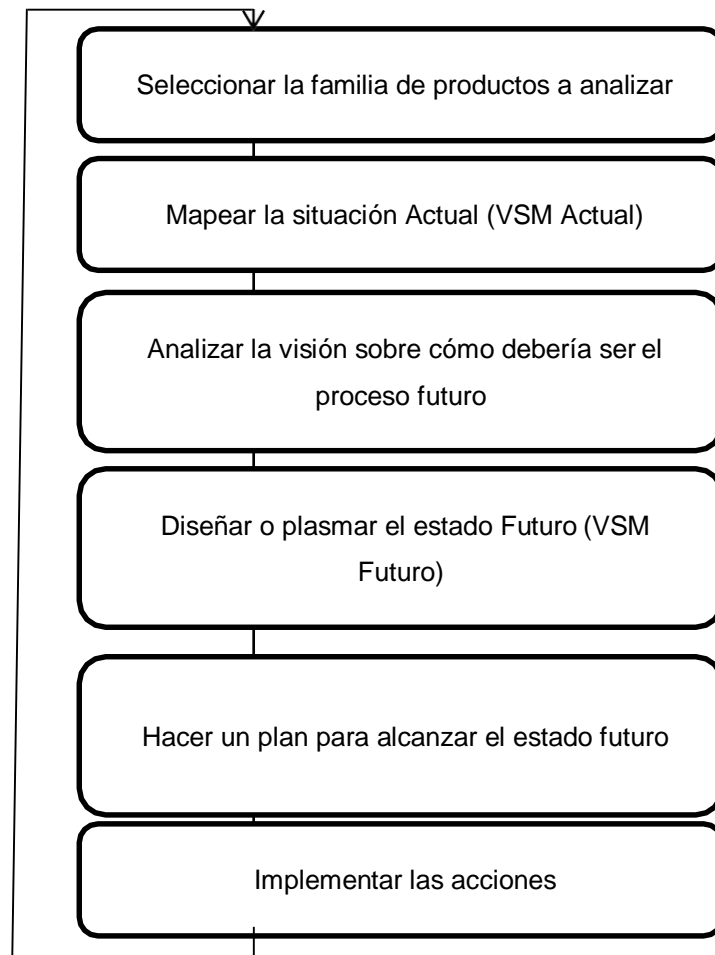 Seleccionar la familia de productos a analizar
Mapear la situación Actual (VSM Actual)
Analizar la visión sobre cómo debería ser el
proceso futuro
Diseñar o plasmar el estado Futuro (VSM
Futuro)
Hacer un plan para alcanzar el estado futuro
Implementar las acciones